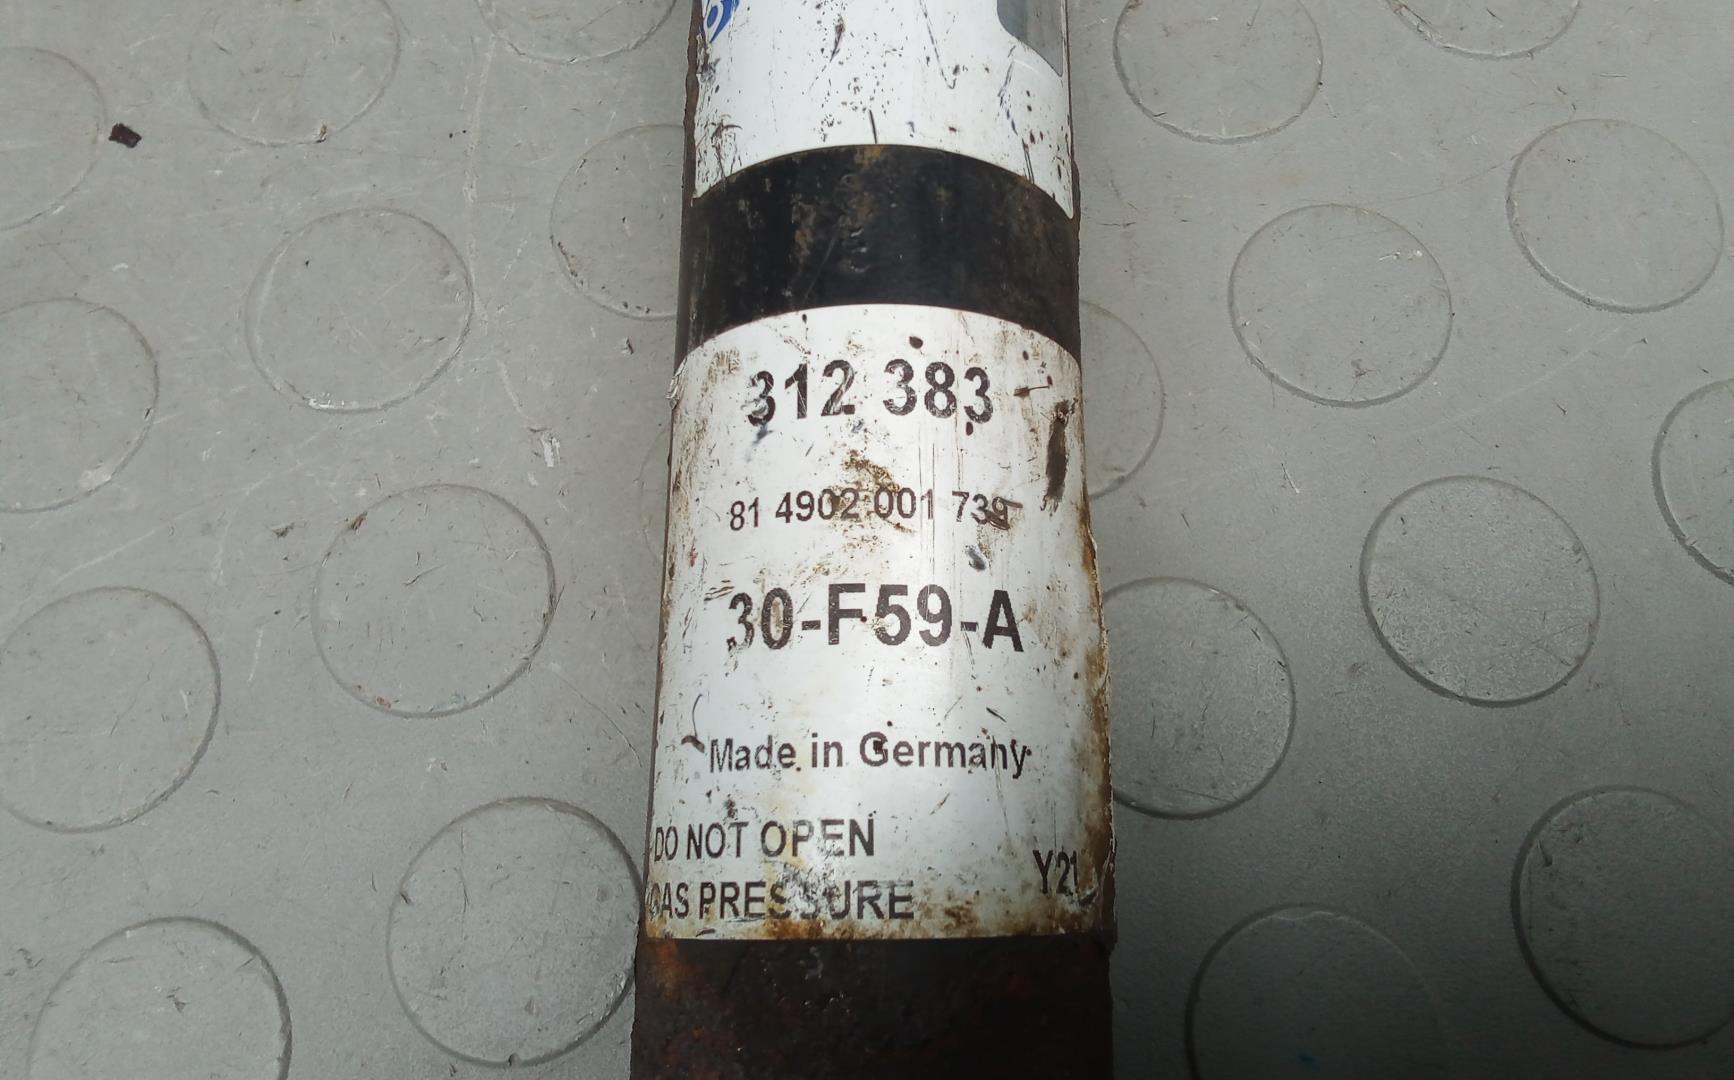 312 383
81 4902 001 739
30-F59-A
Made in Germany
DO NOT OPEN
GAS PRESSURE
Y21